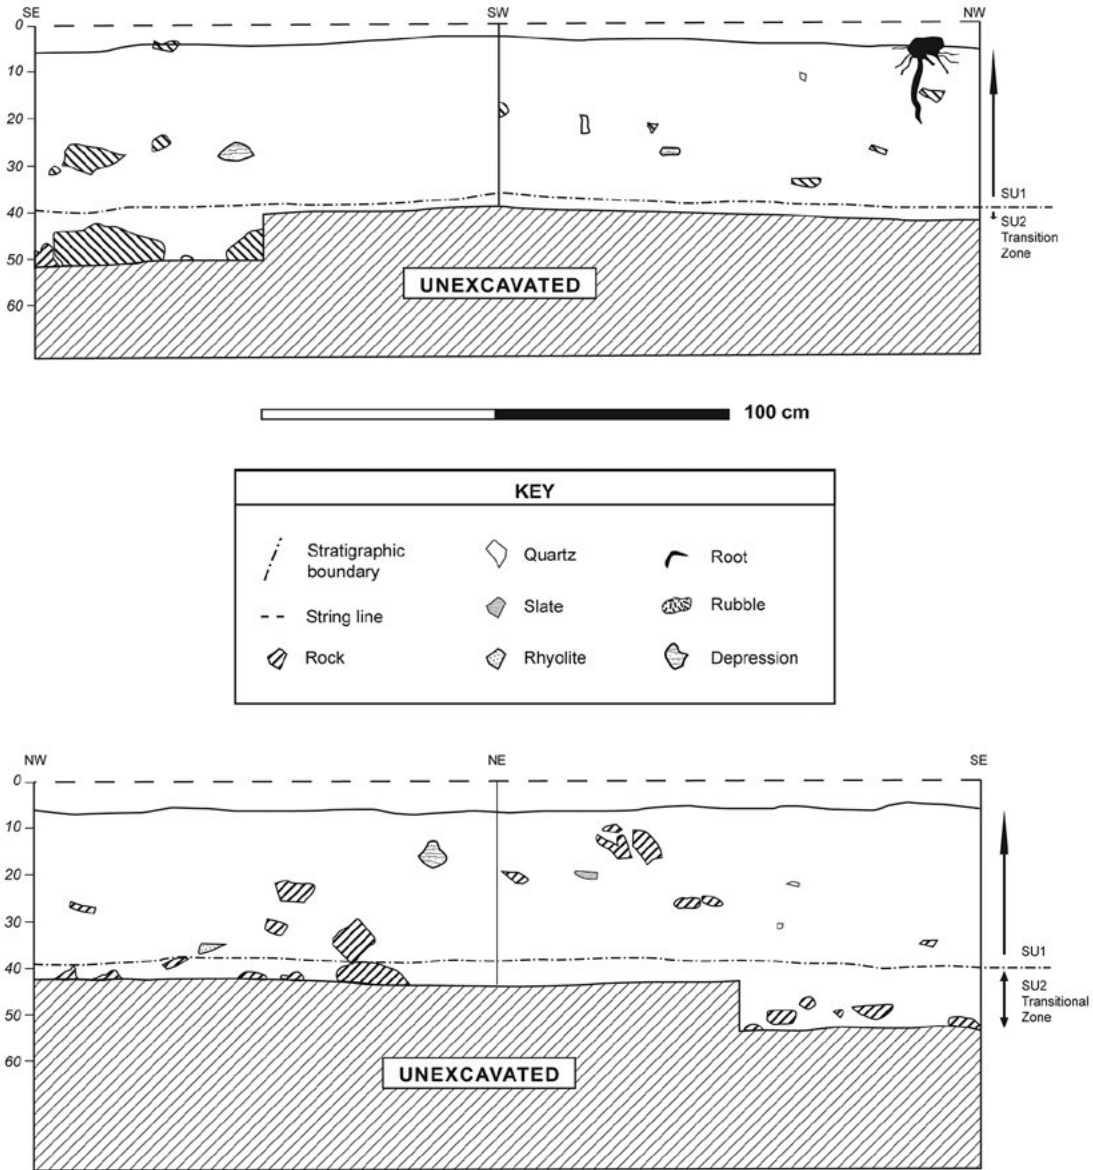 SE SW NW
0
10
20
30
40
50
60
SU1
SU2
Transition
Zone
UNEXCAVATED
100 cm
KEY
Stratigraphic
boundary
Quartz
Root
String line
Slate
Rubble
Rock
Rhyolite
Depression
NW NE SE
0
10
20
30
40
50
60
SU1
SU2
Transitional
Zone
UNEXCAVATED